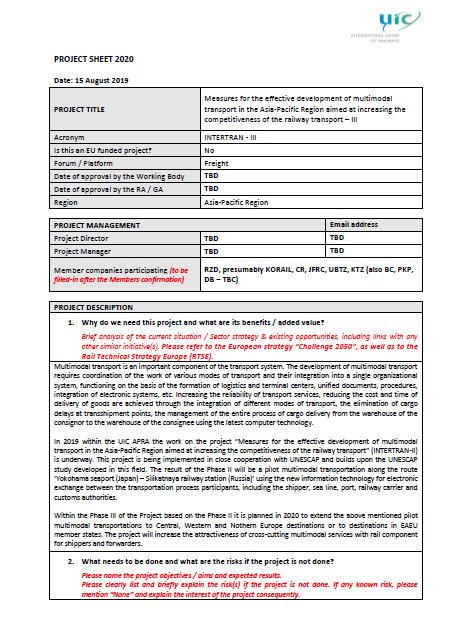 uic
INTERNATIONAL UNION
OF RAILWAYS
PROJECT SHEET 2020
Date: 15 August 2019
PROJECT TITLE
Measures for the effective development of multimodal
transport in the Asia-Pacific Region aimed at increasing the
competitiveness of the railway transport – III
Acronym INTERTRAN - III
Is this an EU funded project? No
Forum / Platform Freight
Date of approval by the Working Body TBD
Date of approval by the RA / GA TBD
Region Asia-Pacific Region
PROJECT MANAGEMENT Email address
Project Director TBD TBD
Project Manager TBD TBD
Member companies participating (to be
filled-in after the Members confirmation)
RZD, presumably KORAIL, CR, JFRC, UBTZ, KTZ (also BC, PKP,
DB – TBC)
PROJECT DESCRIPTION
1. Why do we need this project and what are its benefits / added value?
Brief analysis of the current situation / Sector strategy & existing opportunities, including links with any
other similar initiative(s). Please refer to the European strategy "Challenge 2050", as well as to the
Rail Technical Strategy Europe (RTSE).
Multimodal transport is an important component of the transport system. The development of multimodal transport
requires coordination of the work of various modes of transport and their integration into a single organizational
system, functioning on the basis of the formation of logistics and terminal centers, unified documents, procedures,
integration of electronic systems, etc. Increasing the reliability of transport services, reducing the cost and time of
delivery of goods are achieved through the integration of different modes of transport, the elimination of cargo
delays at transshipment points, the management of the entire process of cargo delivery from the warehouse of the
consignor to the warehouse of the consignee using the latest computer technology.
In 2019 within the UIC APRA the work on the project "Measures for the effective development of multimodal
transport in the Asia-Pacific Region aimed at increasing the competitiveness of the railway transport" (INTERTRAN-II)
is underway. This project is being implemented in close cooperation with UNESCAP and builds upon the UNESCAP
study developed in this field. The result of the Phase II will be a pilot multimodal transportation along the route
"Yokohama seaport (Japan) – Silikatnaya railway station (Russia)' using the new information technology for electronic
exchange between the transportation process participants, including the shipper, sea line, port, railway carrier and
customs authorities.
Within the Phase III of the Project based on the Phase II it is planned in 2020 to extend the above mentioned pilot
multimodal transportations to Central, Western and Nothern Europe destinations or to destinations in EAEU
member states. The project will increase the attractiveness of cross-cutting multimodal services with rail component
for shippers and forwarders.
2. What needs to be done and what are the risks if the project is not done?
Please name the project objectives / aims and expected results.
Please clearly list and briefly explain the risk(s) if the project is not done. If any known risk, please
mention "None" and explain the interest of the project consequently.